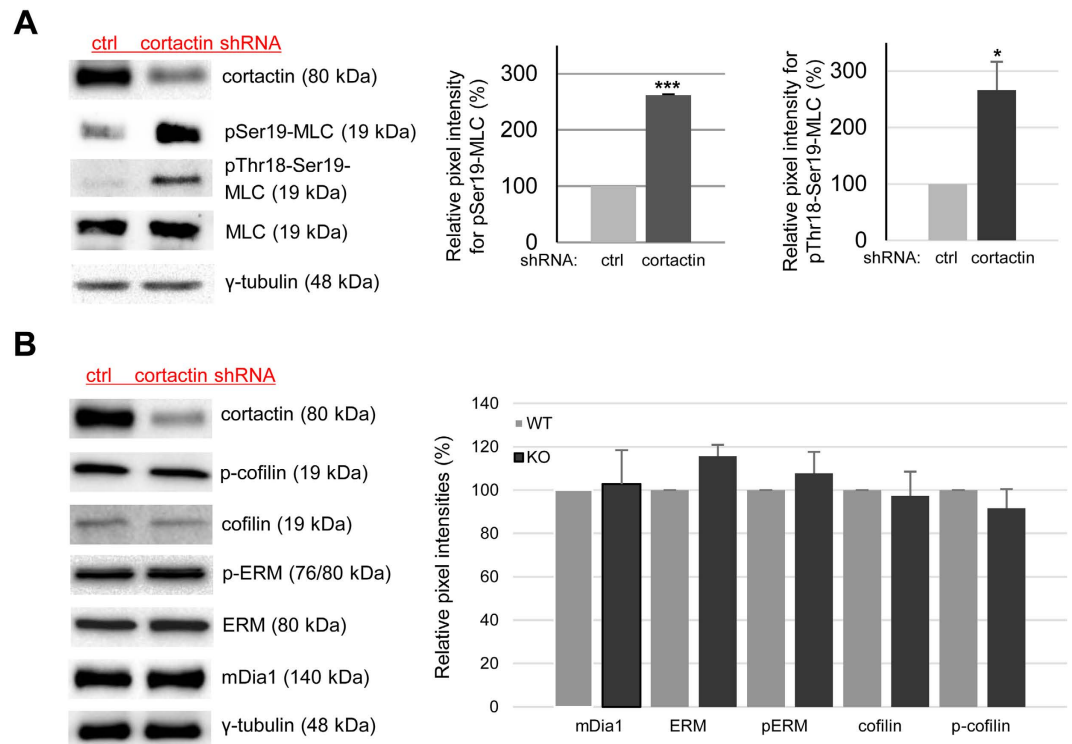 A
ctrl cortactin shRNA
cortactin (80 kDa)
pSer19-MLC (19 kDa)
pThr18-Ser19-
MLC (19 kDa)
MLC (19 kDa)
γ-tubulin (48 kDa)
Relative pixel intensity
for pSer19-MLC (%)
300
200
100
0
***
shRNA: ctrl cortactin
Relative pixel intensity for
pThr18-Ser19-MLC (%)
300
200
100
0
*
shRNA: ctrl cortactin
B
ctrl cortactin shRNA
cortactin (80 kDa)
p-cofilin (19 kDa)
cofilin (19 kDa)
p-ERM (76/80 kDa)
ERM (80 kDa)
mDia1 (140 kDa)
γ-tubulin (48 kDa)
Relative pixel intensities (%)
140
120
100
80
60
40
20
0
WT
KO
mDia1 ERM pERM cofilin p-cofilin